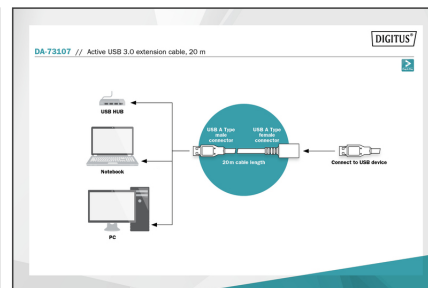 DIGITUS®
DA-73107 // Active USB 3.0 extension cable, 20 m
USB HUB
Notebook
PC
USB A Type
male
connector
USB A Type
female
connector
20 m cable length
Connect to USB device